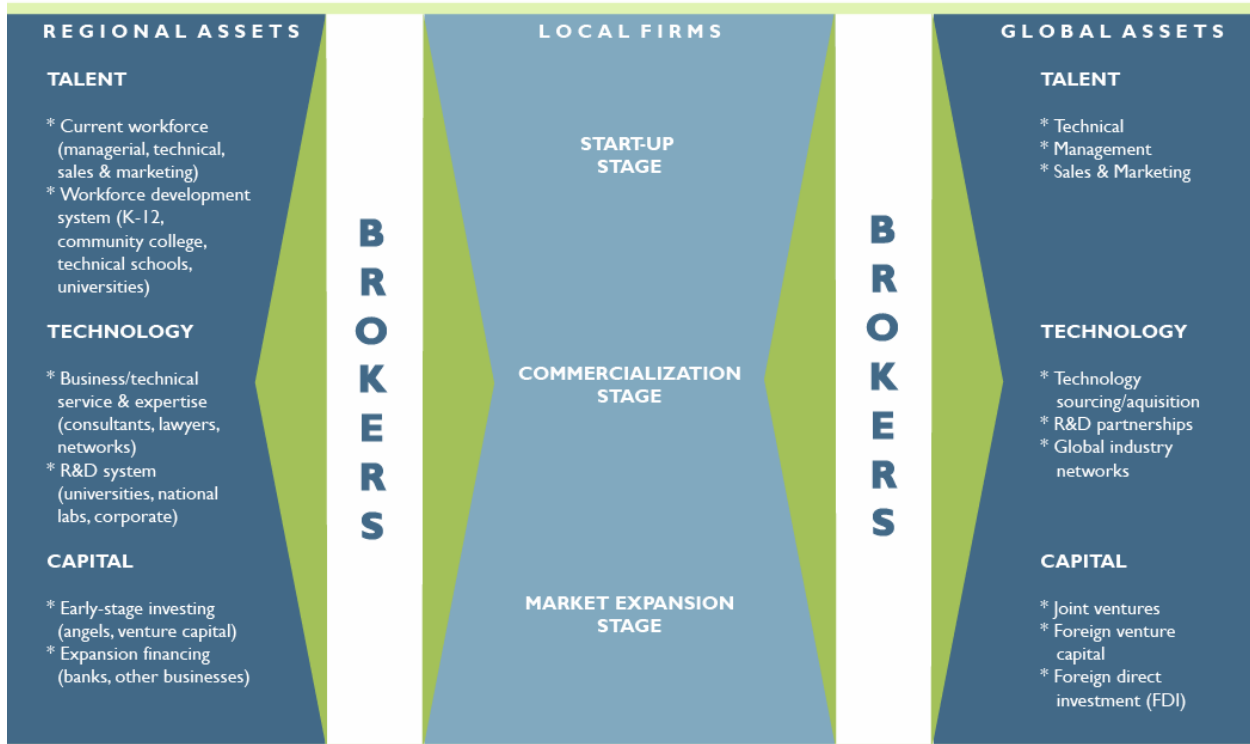 REGIONAL ASSETS
TALENT
* Current workforce
(managerial, technical,
sales & marketing)
* Workforce development
system (K-12,
community college,
technical schools,
universities)
TECHNOLOGY
* Business/technical
service & expertise
(consultants, lawyers,
networks)
* R&D system
(universities, national
labs, corporate)
CAPITAL
* Early-stage investing
(angels, venture capital)
* Expansion financing
(banks, other businesses)
BROKERS
LOCAL FIRMS
START-UP
STAGE
COMMERCIALIZATION
STAGE
MARKET EXPANSION
STAGE
BROKERS
GLOBAL ASSETS
TALENT
* Technical
* Management
* Sales & Marketing
TECHNOLOGY
* Technology
sourcing/aquisition
* R&D partnerships
* Global industry
networks
CAPITAL
* Joint ventures
* Foreign venture
capital
* Foreign direct
investment (FDI)